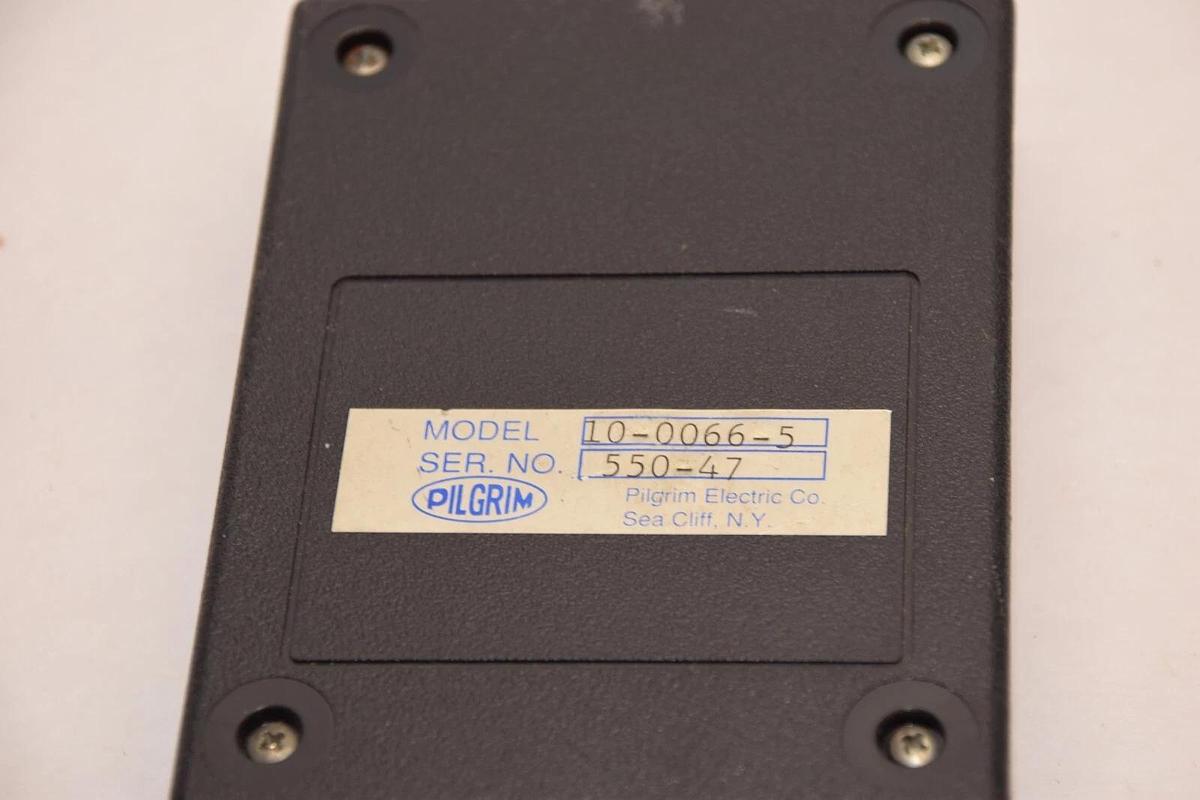 MODEL 10-0066-5
SER. NO. 550-47
PILGRIM
Pilgrim Electric Co.
Sea Cliff, N.Y.